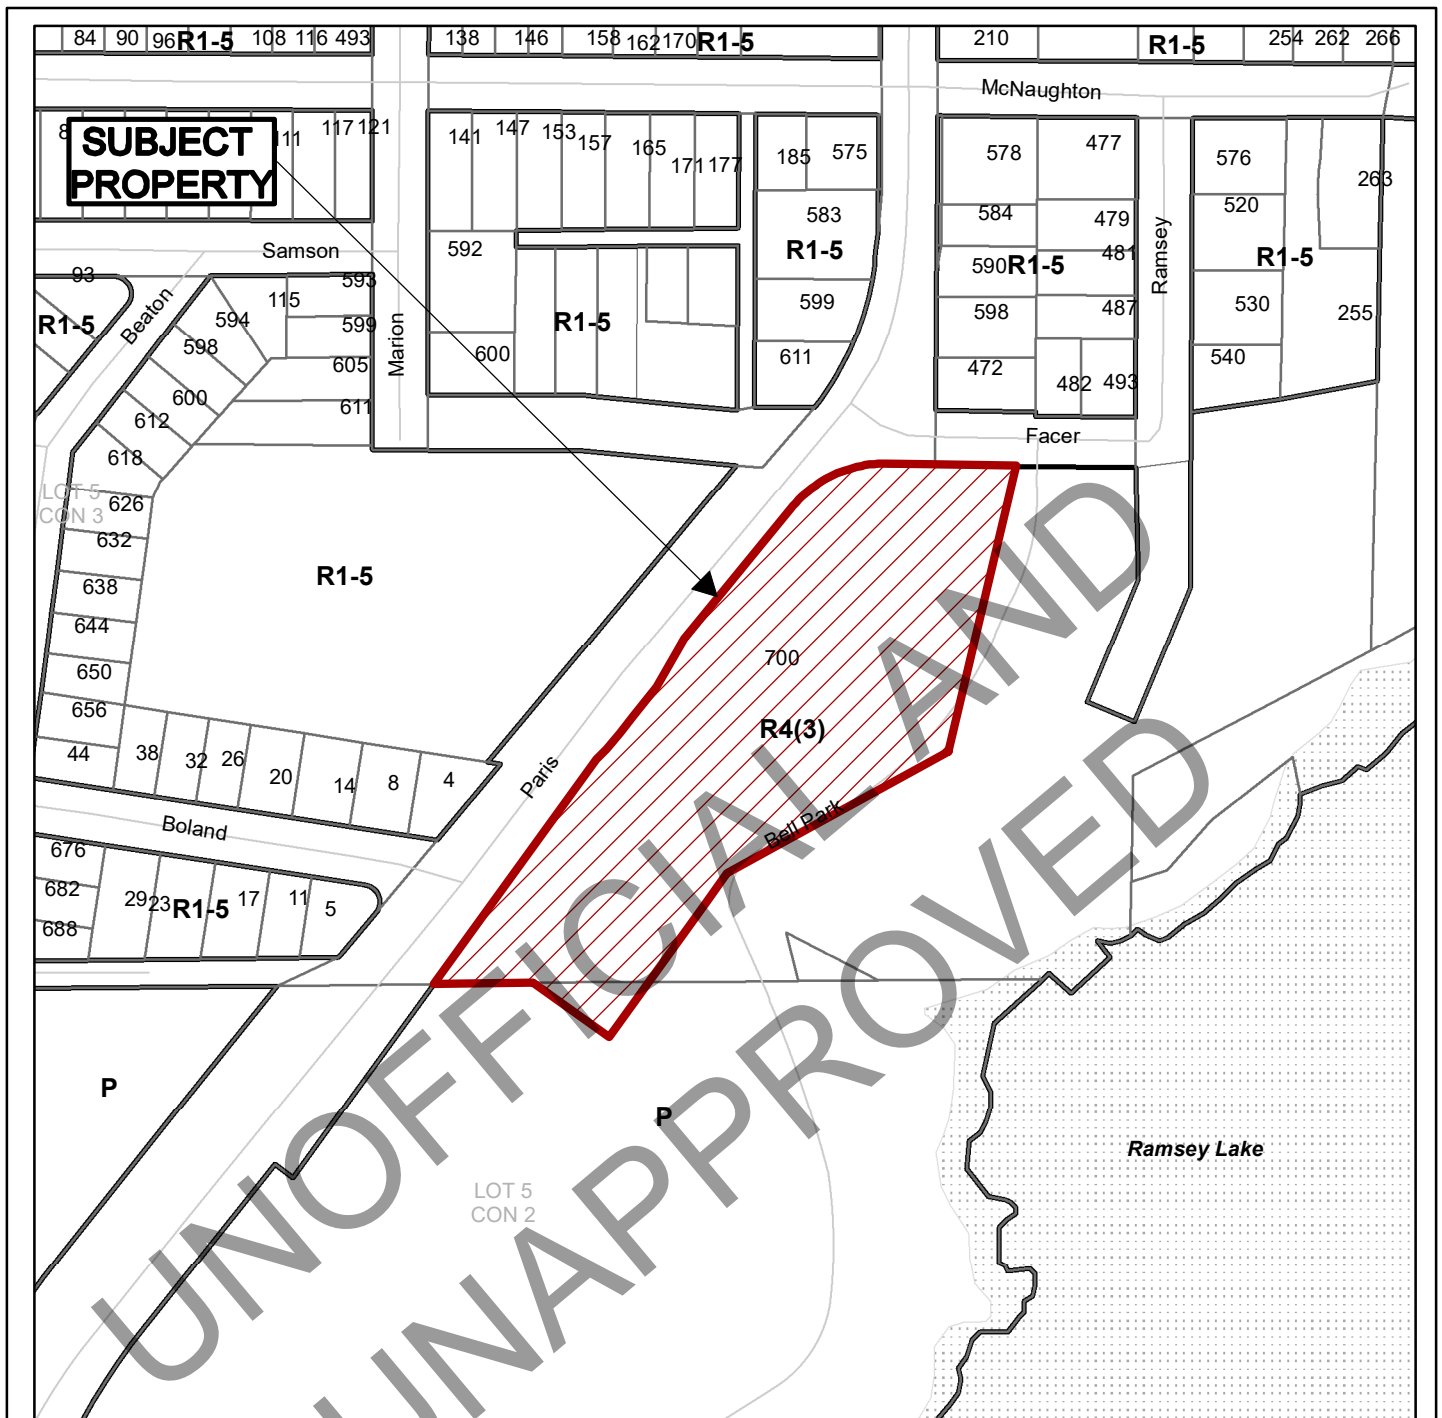 84 90 96 R1-5 108 116 493 138 146 158 162 170 R1-5 210 R1-5 254 262 266
McNaughton
SUBJECT
PROPERTY
8 111 117 121 141 147 153 157 165 171 177 185 575 578 477 576 263
583 584 479 520
Samson 592 R1-5 590 R1-5 481 Ramsey R1-5
93 Beaton 115 593 599 598 487 530 255
R1-5 594 599 Marion R1-5
598 605 600 611 472 482 493 540
600 611
612
618 Facer
LOT 5
CON 3
626
632
638 R1-5
644
650 700
656 R4(3)
44 38 32 26 20 14 8 4 Paris
Boland Bell Park
676
682 29 23 R1-5 17 11 5
688
P P
Ramsey Lake
LOT 5
CON 2
UNOFFICIAL AND
UNAPPROVED